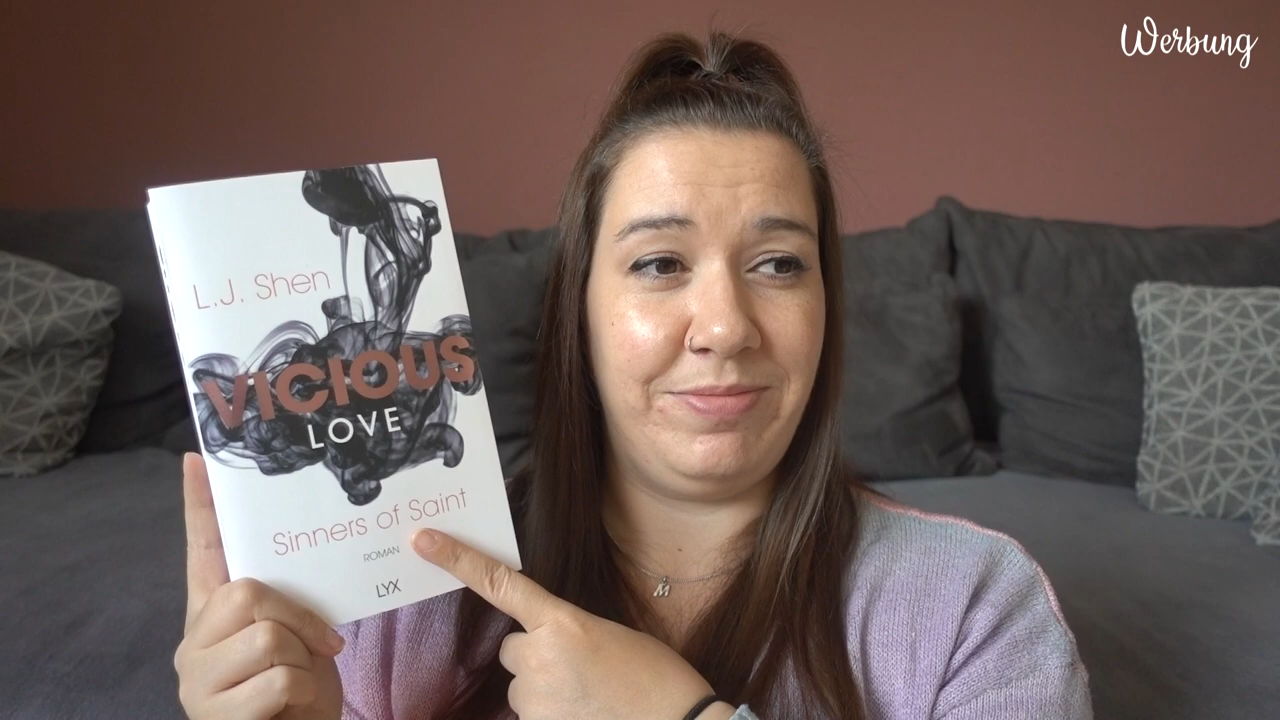 Werbung
L.J. Shen
VICIOUS
LOVE
Sinners of Saint
ROMAN
LYX
M